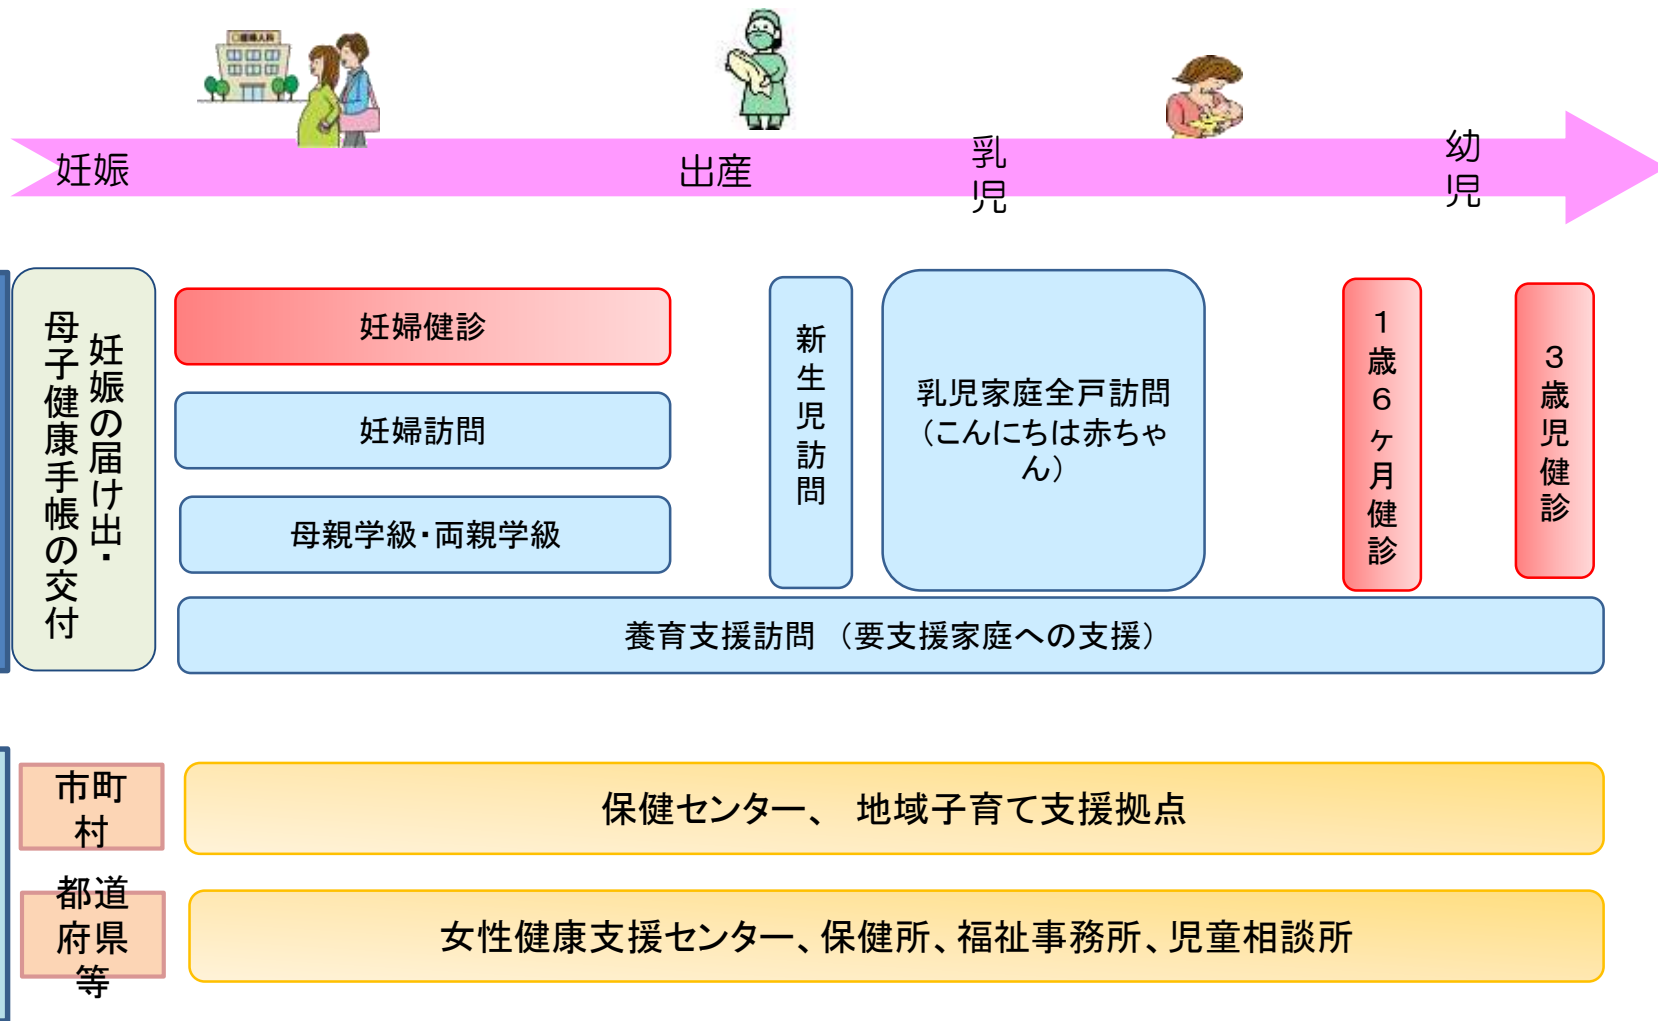 妊娠
出産
乳
児
幼
児
妊娠の届け出・
母子健康手帳の交付
妊婦健診
妊婦訪問
母親学級・両親学級
新生児訪問
乳児家庭全戸訪問
（こんにちは赤ちゃ
ん）
１歳６ヶ月健診
３歳児健診
養育支援訪問　（要支援家庭への支援）
市町
村
保健センター、　地域子育て支援拠点
都道
府県
等
女性健康支援センター、保健所、福祉事務所、児童相談所